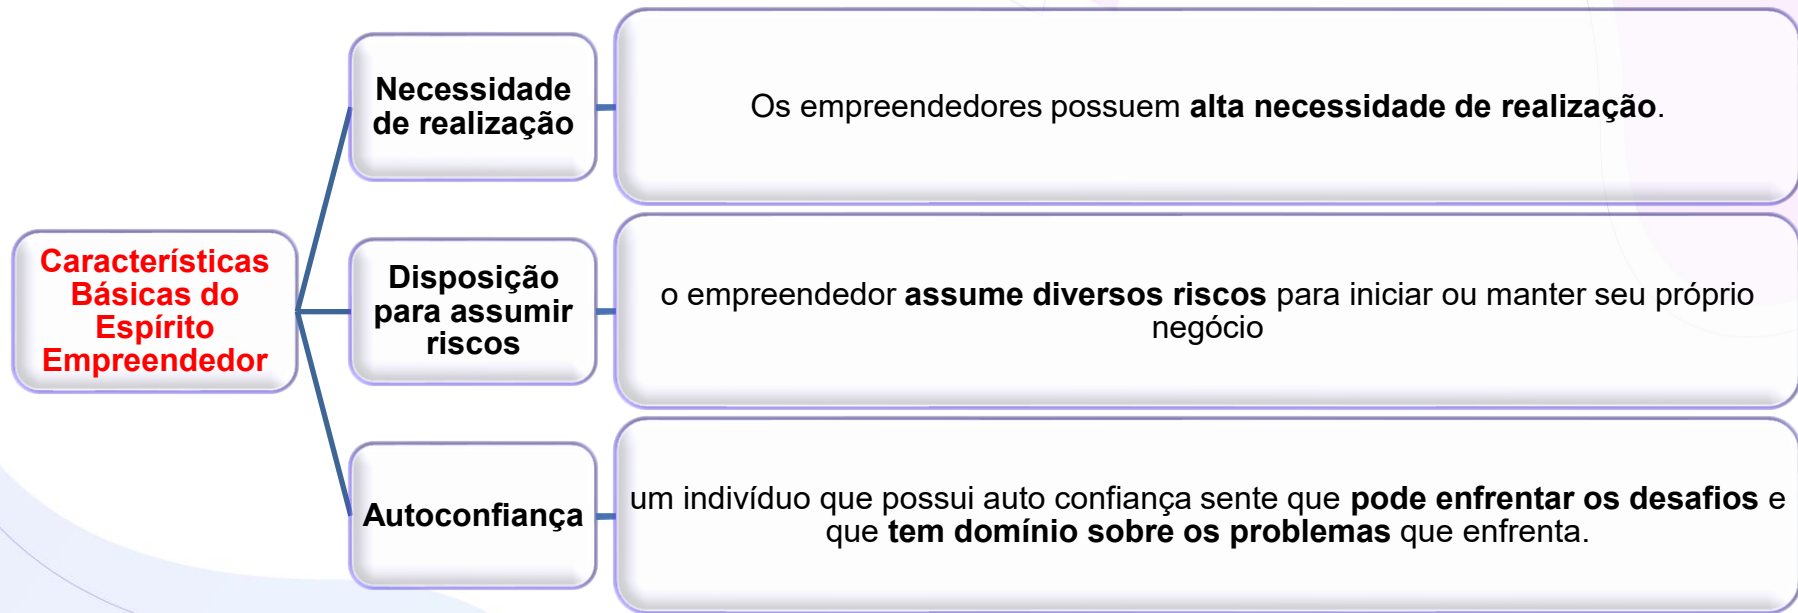 Características
Básicas do
Espírito
Empreendedor
Necessidade
de realização
Os empreendedores possuem alta necessidade de realização.
Disposição
para assumir
riscos
o empreendedor assume diversos riscos para iniciar ou manter seu próprio
negócio
Autoconfiança
um indivíduo que possui auto confiança sente que pode enfrentar os desafios e
que tem domínio sobre os problemas que enfrenta.